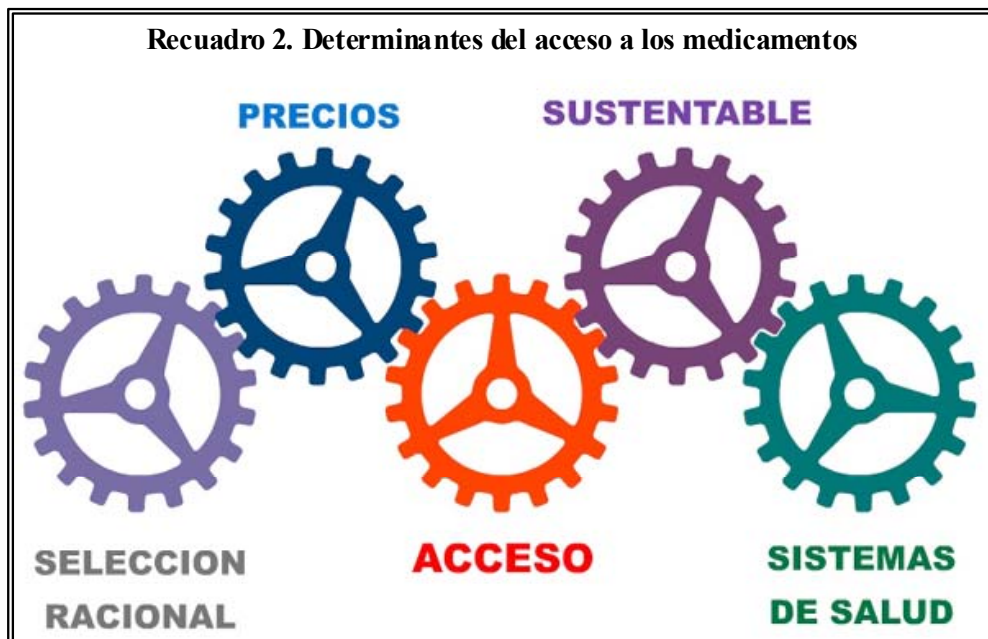 Recuadro 2. Determinantes del acceso a los medicamentos
PRECIOS
SUSTENTABLE
SELECCION
RACIONAL
ACCESO
SISTEMAS
DE SALUD